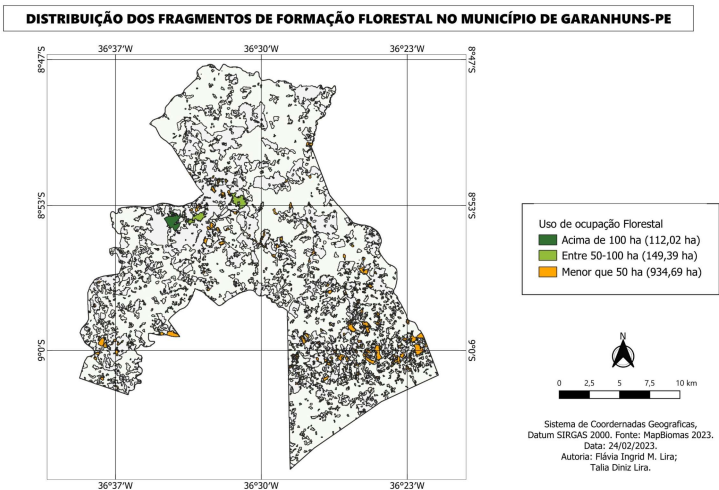 DISTRIBUIÇÃO DOS FRAGMENTOS DE FORMAÇÃO FLORESTAL NO MUNICÍPIO DE GARANHUNS-PE
36°37'W 36°30'W 36°23'W
8°47'S 8°47'S
8°53'S 8°53'S
Uso de ocupação Florestal
Acima de 100 ha (112,02 ha)
Entre 50-100 ha (149,39 ha)
Menor que 50 ha (934,69 ha)
9°0'S 9°0'S
N
0 2,5 5 7,5 10 km
Sistema de Coordernadas Geograficas,
Datum SIRGAS 2000. Fonte: MapBiomas 2023.
Data: 24/02/2023.
Autoria: Flávia Ingrid M. Lira;
Talia Diniz Lira.
36°37'W 36°30'W 36°23'W